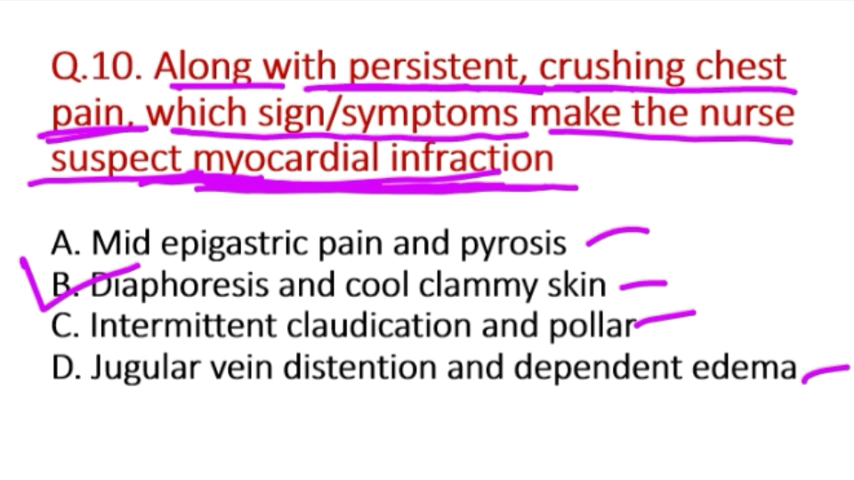 Q.10. Along with persistent, crushing chest
pain, which sign/symptoms make the nurse
suspect myocardial infraction
A. Mid epigastric pain and pyrosis
B. Diaphoresis and cool clammy skin
C. Intermittent claudication and pollar
D. Jugular vein distention and dependent edema